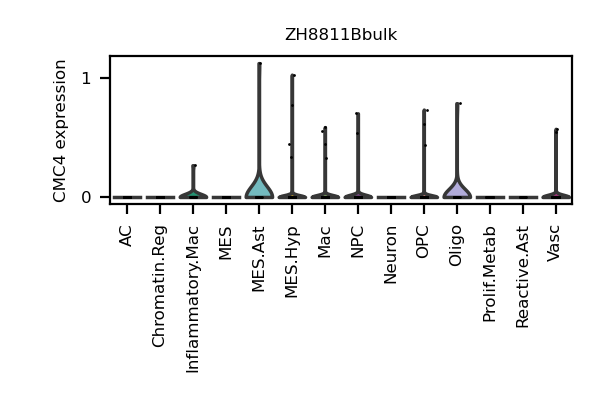 ZH8811Bbulk
CMC4 expression
1
0
AC
Chromatin.Reg
Inflammatory.Mac
MES
MES.Ast
MES.Hyp
Mac
NPC
Neuron
OPC
Oligo
Prolif.Metab
Reactive.Ast
Vasc